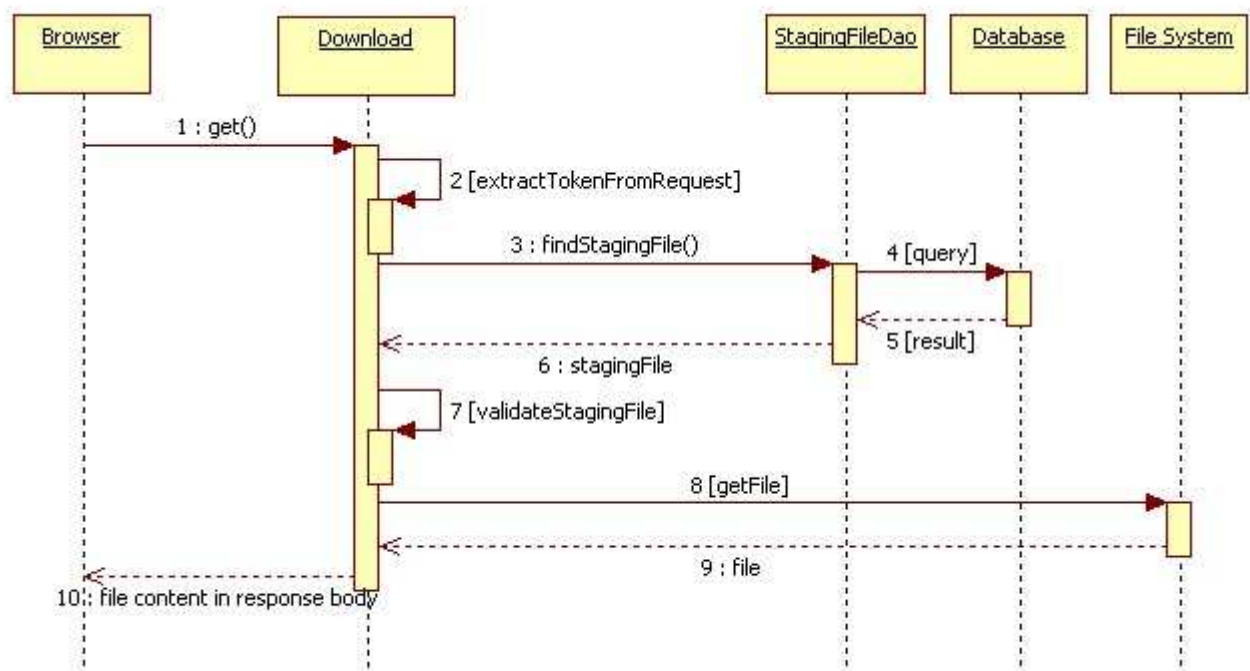 Browser
Download
StagingFileDao
Database
File System
1 : get()
2 [extractTokenFromRequest]
3 : findStagingFile()
4 [query]
5 [result]
6 : stagingFile
7 [validateStagingFile]
8 [getFile]
9 : file
10 : file content in response body